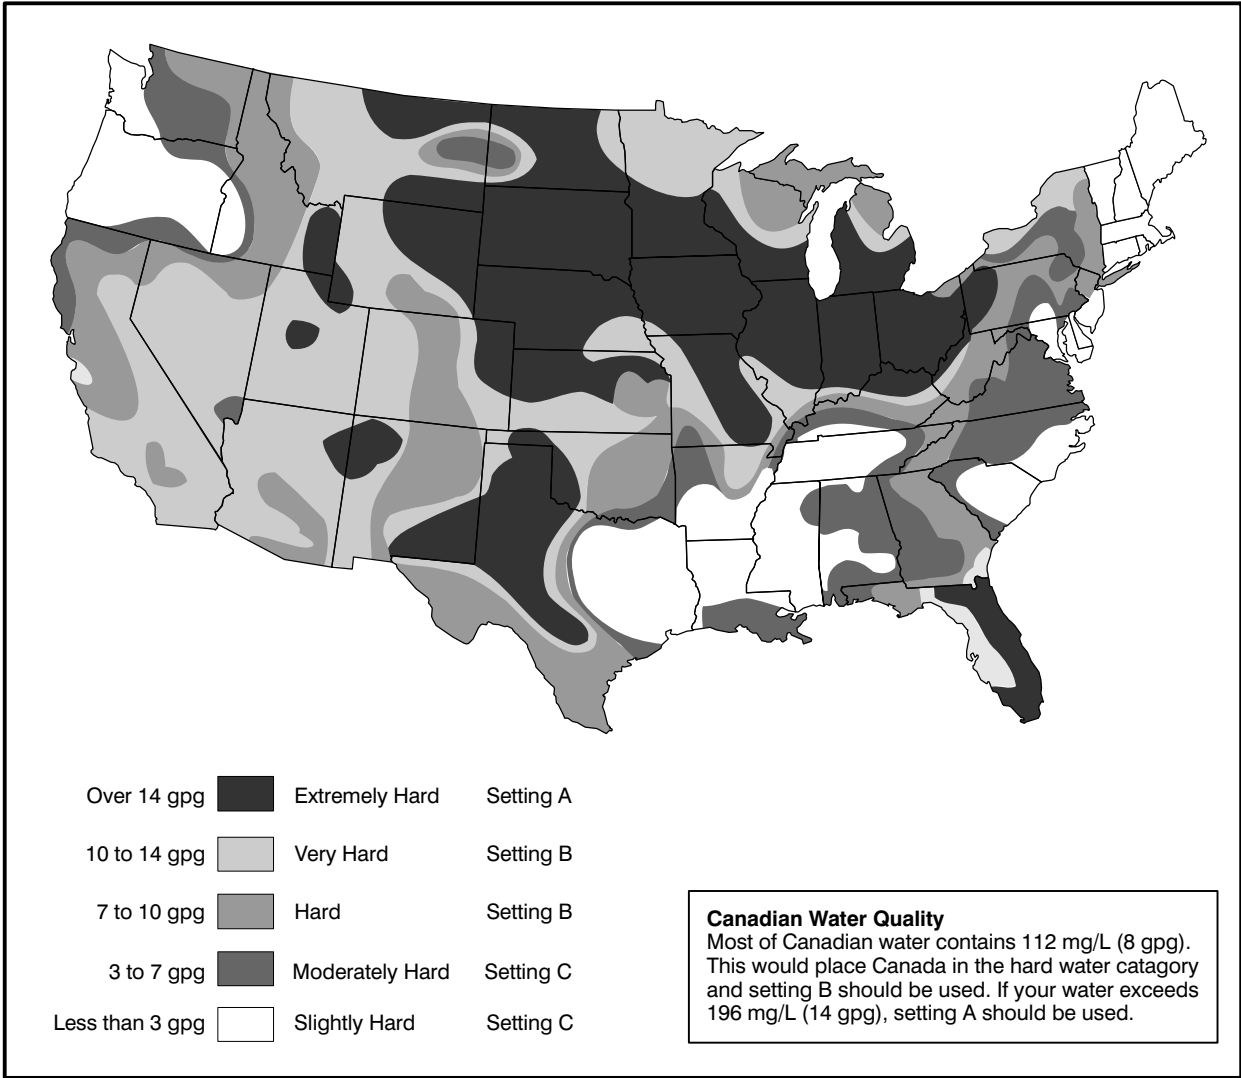 Over 14 gpg Extremely Hard Setting A
10 to 14 gpg Very Hard Setting B
7 to 10 gpg Hard Setting B
3 to 7 gpg Moderately Hard Setting C
Less than 3 gpg Slightly Hard Setting C
Canadian Water Quality
Most of Canadian water contains 112 mg/L (8 gpg).
This would place Canada in the hard water catagory
and setting B should be used. If your water exceeds
196 mg/L (14 gpg), setting A should be used.